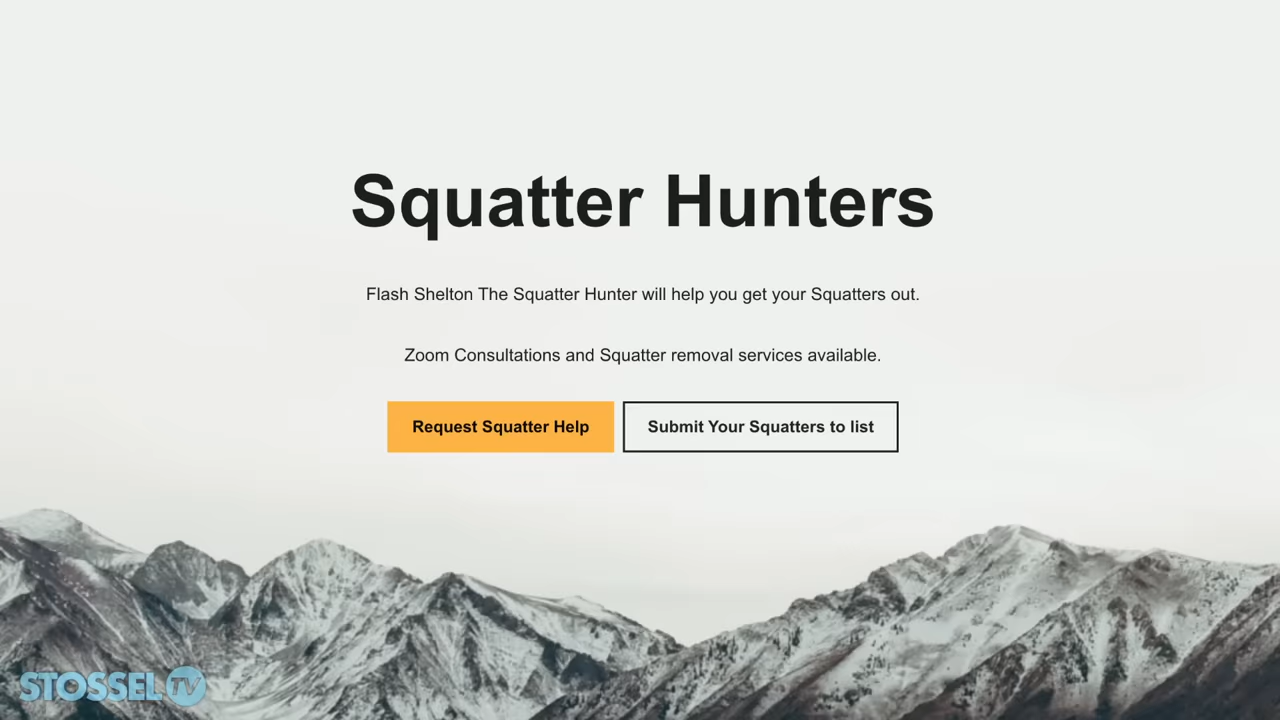 Squatter Hunters
Flash Shelton The Squatter Hunter will help you get your Squatters out.
Zoom Consultations and Squatter removal services available.
Request Squatter Help
Submit Your Squatters to list
STOSSEL TV